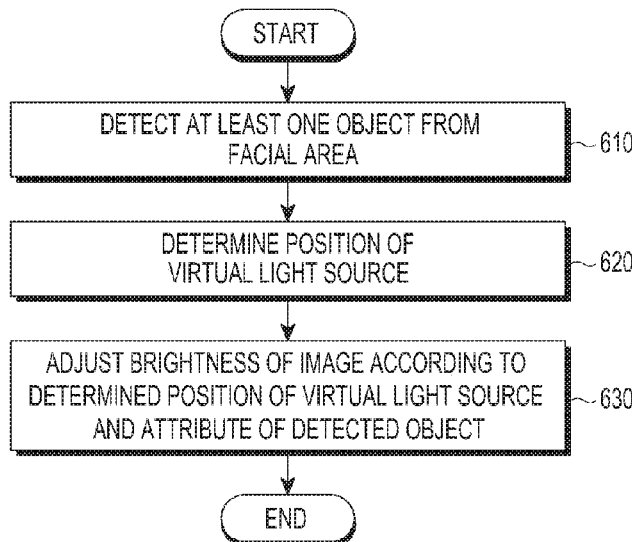 START
DETECT AT LEAST ONE OBJECT FROM
FACIAL AREA
610
DETERMINE POSITION OF
VIRTUAL LIGHT SOURCE
620
ADJUST BRIGHTNESS OF IMAGE ACCORDING TO
DETERMINED POSITION OF VIRTUAL LIGHT SOURCE
AND ATTRIBUTE OF DETECTED OBJECT
630
END